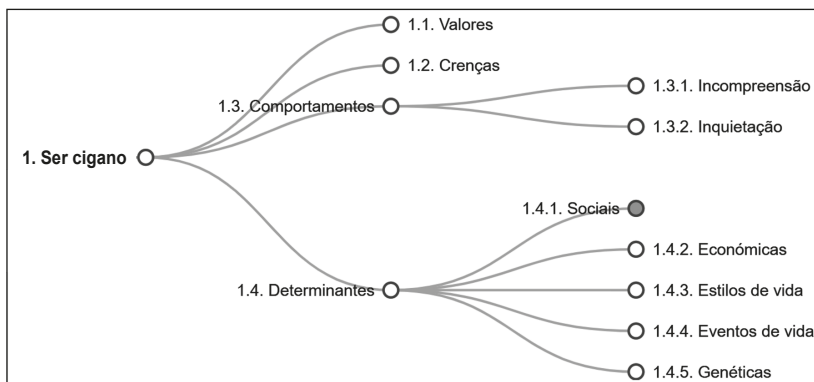 1.1. Valores
1.2. Crenças
1.3. Comportamentos
1.3.1. Incompreensão
1.3.2. Inquietação
1. Ser cigano
1.4.1. Sociais
1.4.2. Económicas
1.4. Determinantes
1.4.3. Estilos de vida
1.4.4. Eventos de vida
1.4.5. Genéticas